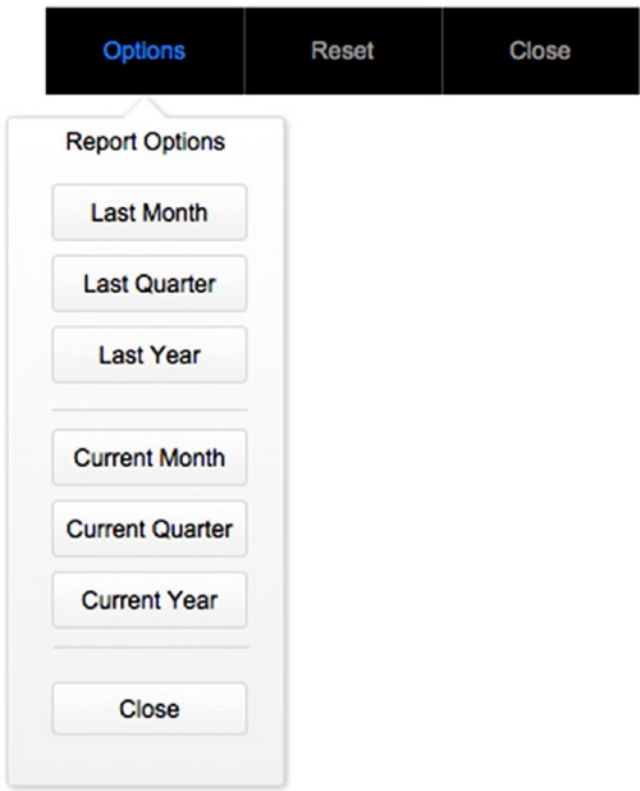 Options Reset Close
Report Options
Last Month
Last Quarter
Last Year
Current Month
Current Quarter
Current Year
Close